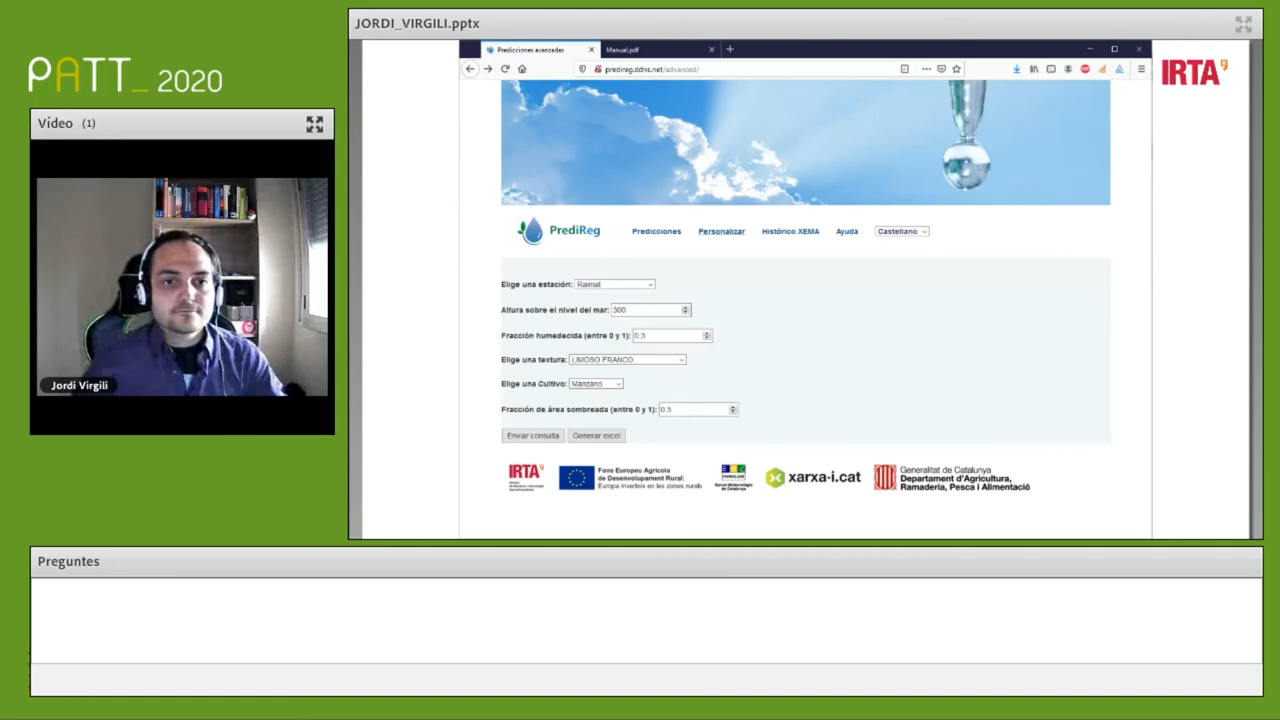 PATT_ 2020
Vídeo (1)
Jordi Virgili
JORDI_VIRGILI.pptx
Predicciones avanzadas
Manual.pdf
predireg.ddns.net/advanced/
IRTA
PrediReg
Predicciones
Personalizar
Histórico XEMA
Ayuda
Castellano
Elige una estación: Raimat
Altura sobre el nivel del mar: 300
Fracción humedecida (entre 0 y 1): 0,3
Elige una textura: LIMOSO FRANCO
Elige una Cultivo: Manzano
Fracción de área sombreada (entre 0 y 1): 0.5
Enviar consulta
Generar excel
IRTA
Fons Europeu Agrícola
de Desenvolupament Rural:
Europa inverteix en les zones rurals
xarxa-i.cat
Generalitat de Catalunya
Departament d'Agricultura,
Ramaderia, Pesca i Alimentació
Preguntes